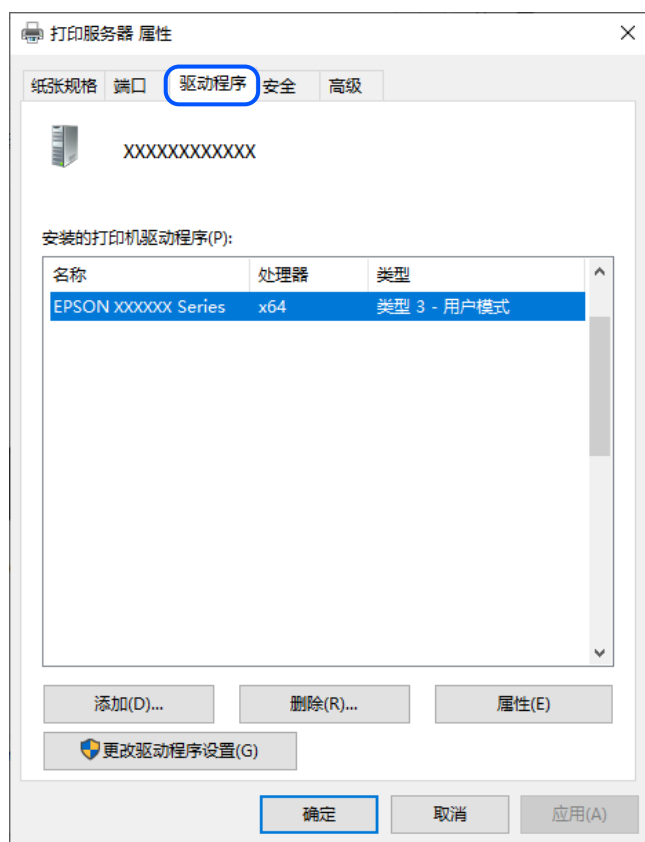 打印服务器 属性
纸张规格 端口 驱动程序 安全 高级
XXXXXXXXXXXX
安装的打印机驱动程序(P):
名称 处理器 类型
EPSON XXXXXX Series x64 类型 3 - 用户模式
添加(D)... 删除(R)... 属性(E)
更改驱动程序设置(G)
确定 取消 应用(A)